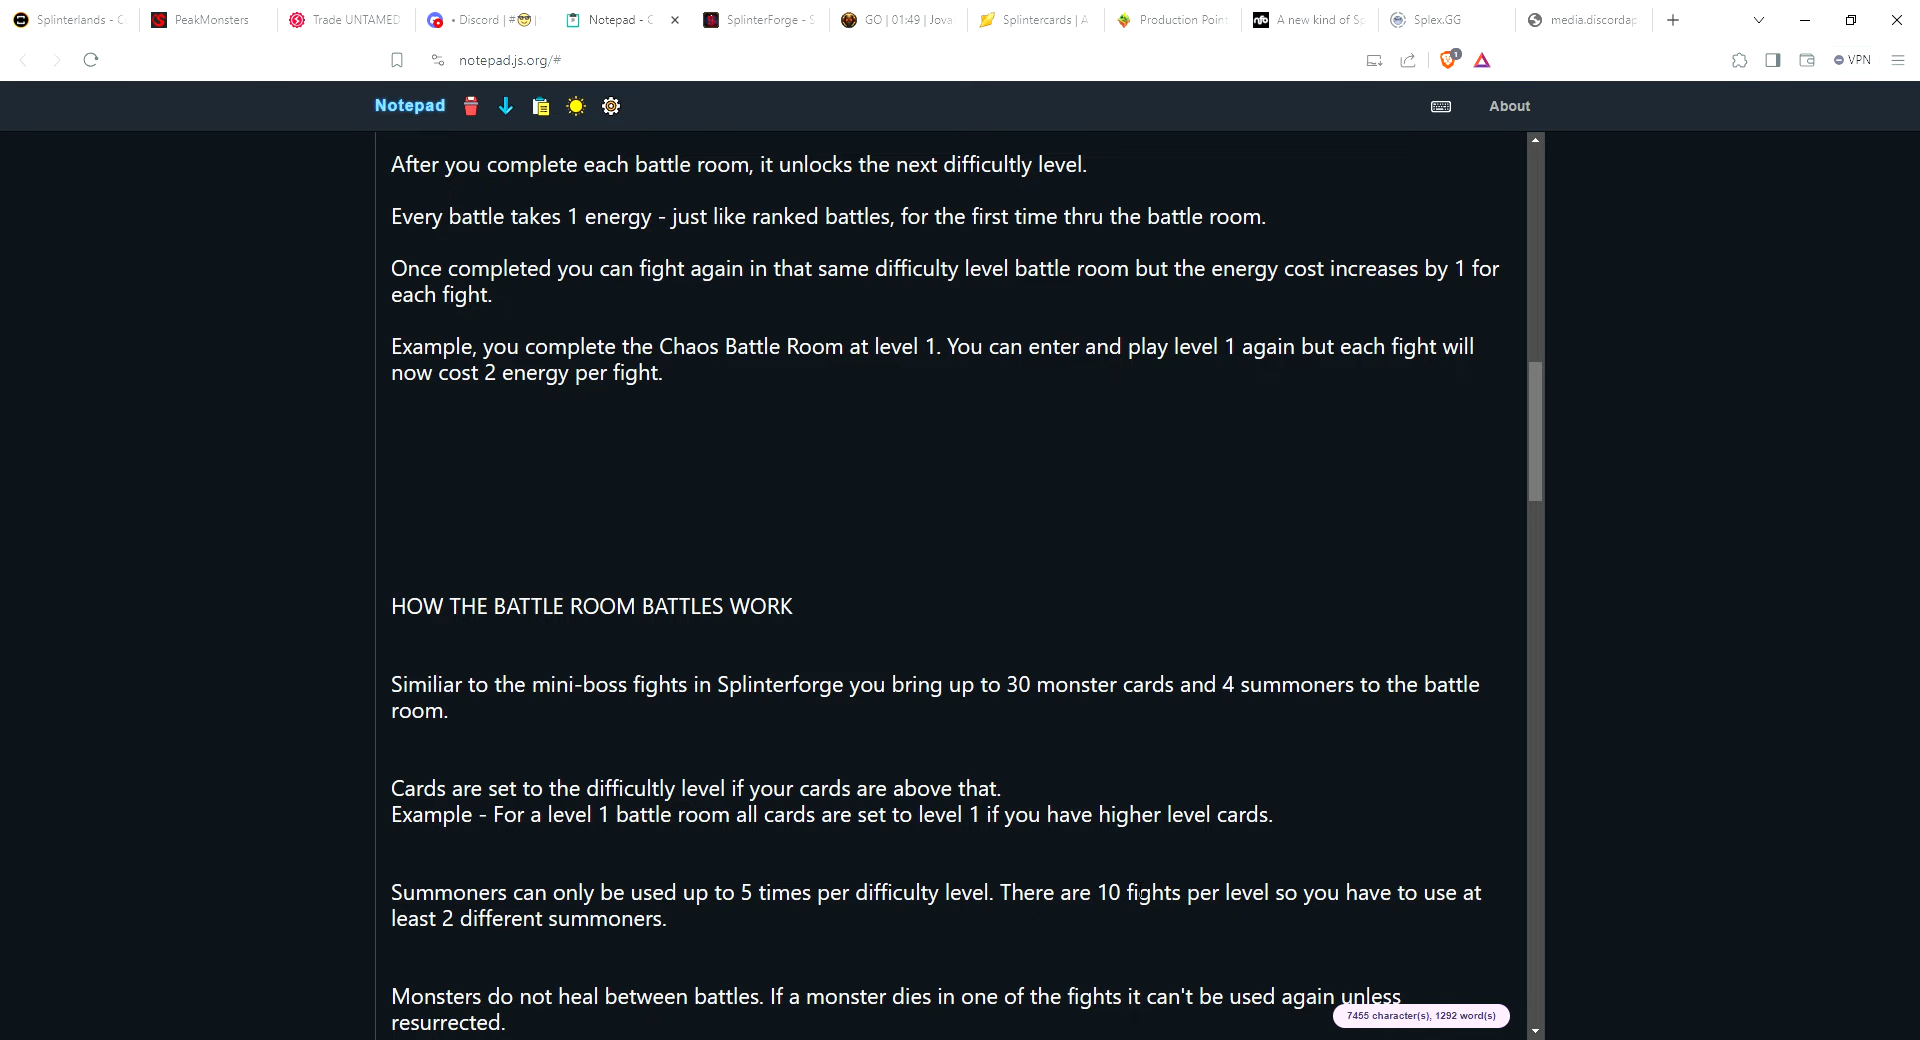 Splinterlands - C
PeakMonsters
Trade UNTAMED
• Discord | #😎 |
Notepad - C
SplinterForge - S
GO | 01:49 | Jova
Splintercards | A
Production Point
nfb
A new kind of Sp
Splex.GG
media.discordap
notepad.js.org/#
1
VPN
Notepad
About
After you complete each battle room, it unlocks the next difficultly level.
Every battle takes 1 energy - just like ranked battles, for the first time thru the battle room.
Once completed you can fight again in that same difficulty level battle room but the energy cost increases by 1 for
each fight.
Example, you complete the Chaos Battle Room at level 1. You can enter and play level 1 again but each fight will
now cost 2 energy per fight.
HOW THE BATTLE ROOM BATTLES WORK
Similiar to the mini-boss fights in Splinterforge you bring up to 30 monster cards and 4 summoners to the battle
room.
Cards are set to the difficultly level if your cards are above that.
Example - For a level 1 battle room all cards are set to level 1 if you have higher level cards.
Summoners can only be used up to 5 times per difficulty level. There are 10 fights per level so you have to use at
least 2 different summoners.
Monsters do not heal between battles. If a monster dies in one of the fights it can't be used again unless
resurrected.
7455 character(s), 1292 word(s)